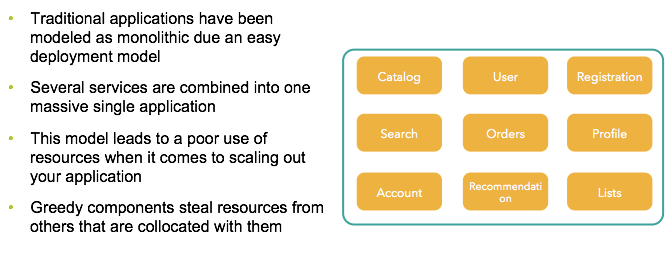 • Traditional applications have been
modeled as monolithic due an easy
deployment model
• Several services are combined into one
massive single application
• This model leads to a poor use of
resources when it comes to scaling out
your application
• Greedy components steal resources from
others that are collocated with them
Catalog
User
Registration
Search
Orders
Profile
Account
Recommendati
on
Lists